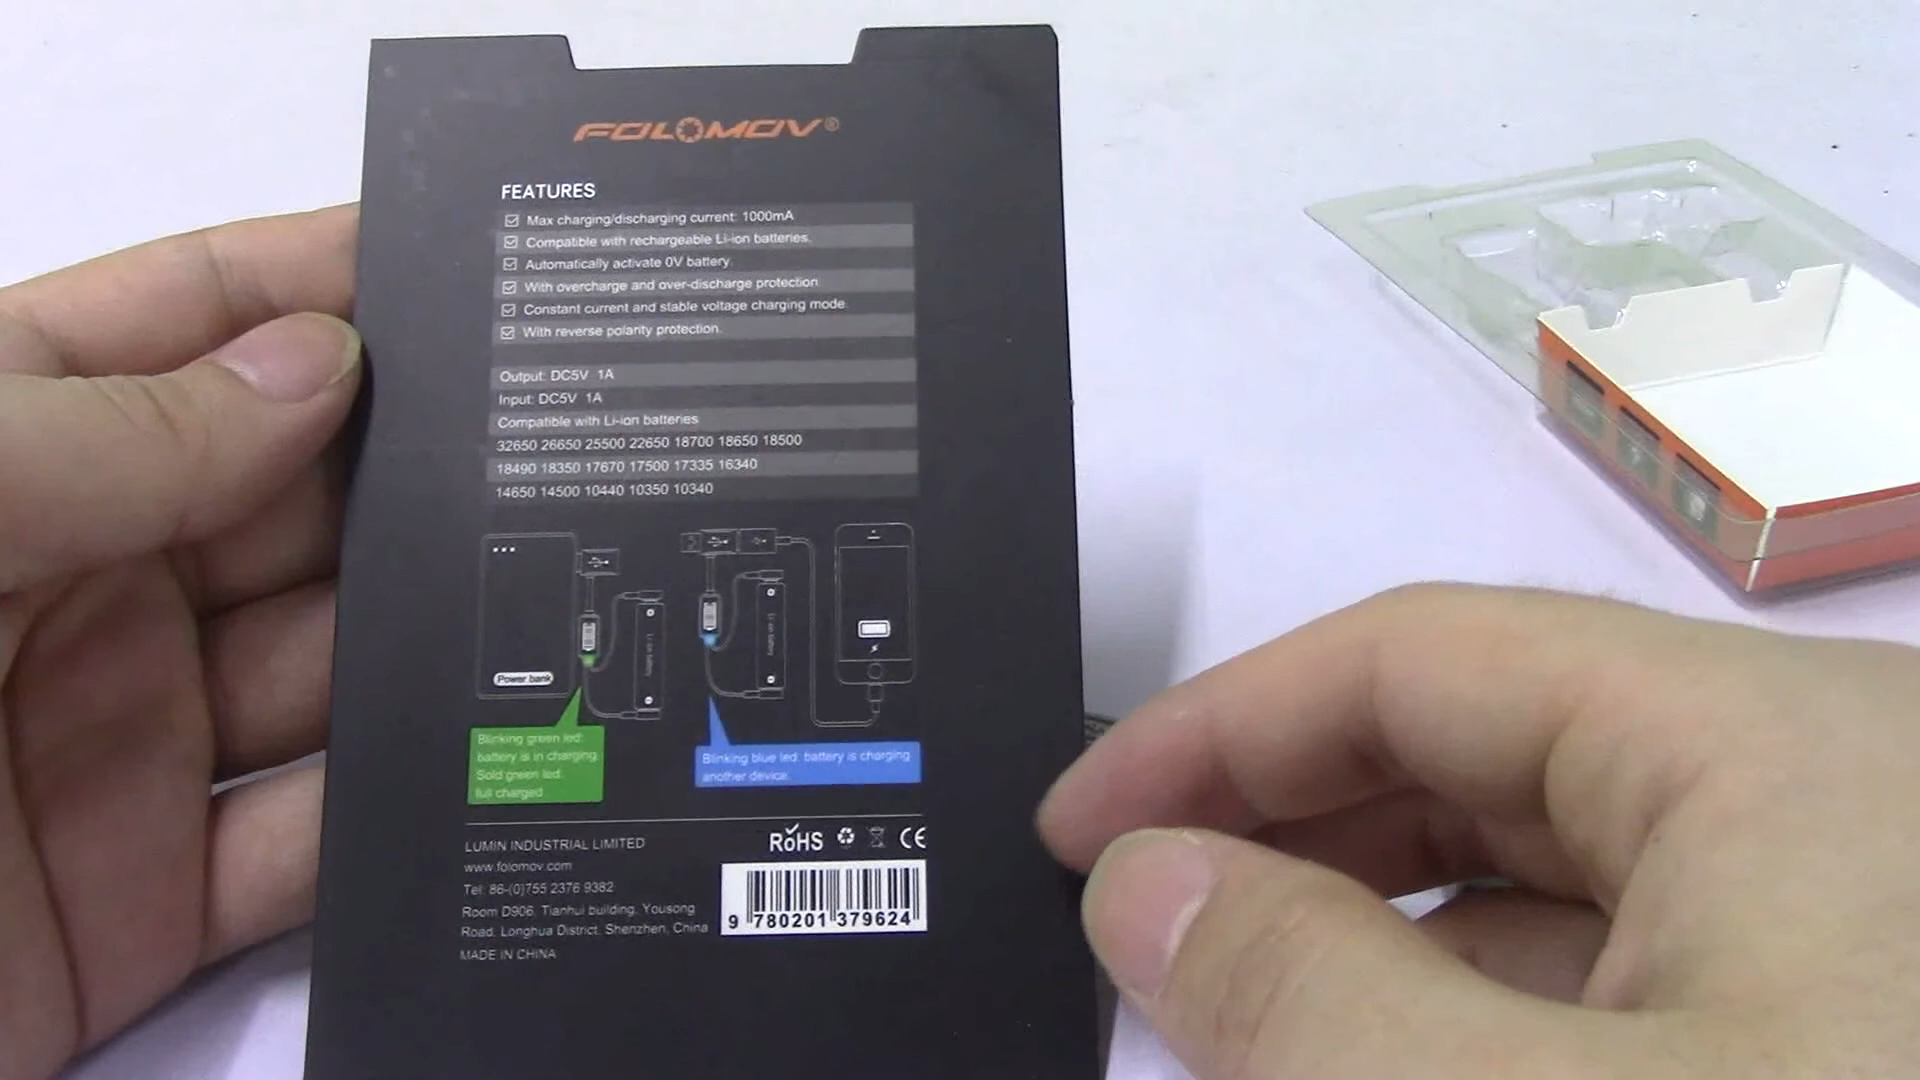 FOLOMOV®
FEATURES
Max charging/discharging current: 1000mA
Compatible with rechargeable Li-ion batteries.
Automatically activate 0V battery.
With overcharge and over-discharge protection
Constant current and stable voltage charging mode
With reverse polarity protection.
Output: DC5V 1A
Input: DC5V 1A
Compatible with Li-ion batteries
32650 26650 25500 22650 18700 18650 18500
18490 18350 17670 17500 17335 16340
14650 14500 10440 10350 10340
Power bank
Li-ion battery
Li-ion battery
Blinking green led:
battery is in charging.
Sold green led:
full charged
Blinking blue led: battery is charging
another device.
LUMIN INDUSTRIAL LIMITED
www.folomov.com
Tel: 86-(0)755 2376 9382
Room D906, Tianhui building, Yousong
Road, Longhua District, Shenzhen, China
MADE IN CHINA
RoHS CE
9 780201 379624